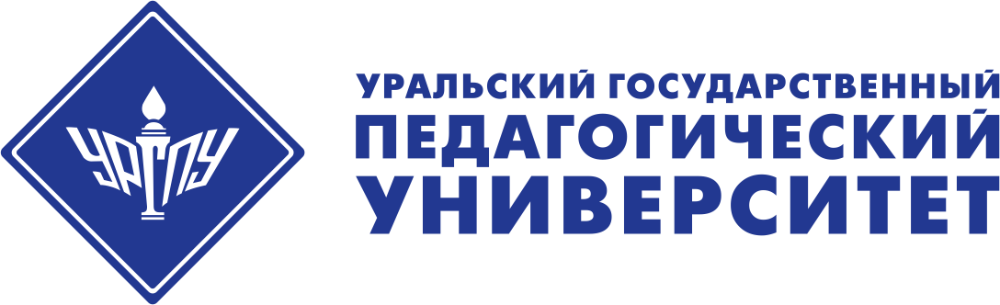 УРГПУ
УРАЛЬСКИЙ ГОСУДАРСТВЕННЫЙ
ПЕДАГОГИЧЕСКИЙ
УНИВЕРСИТЕТ